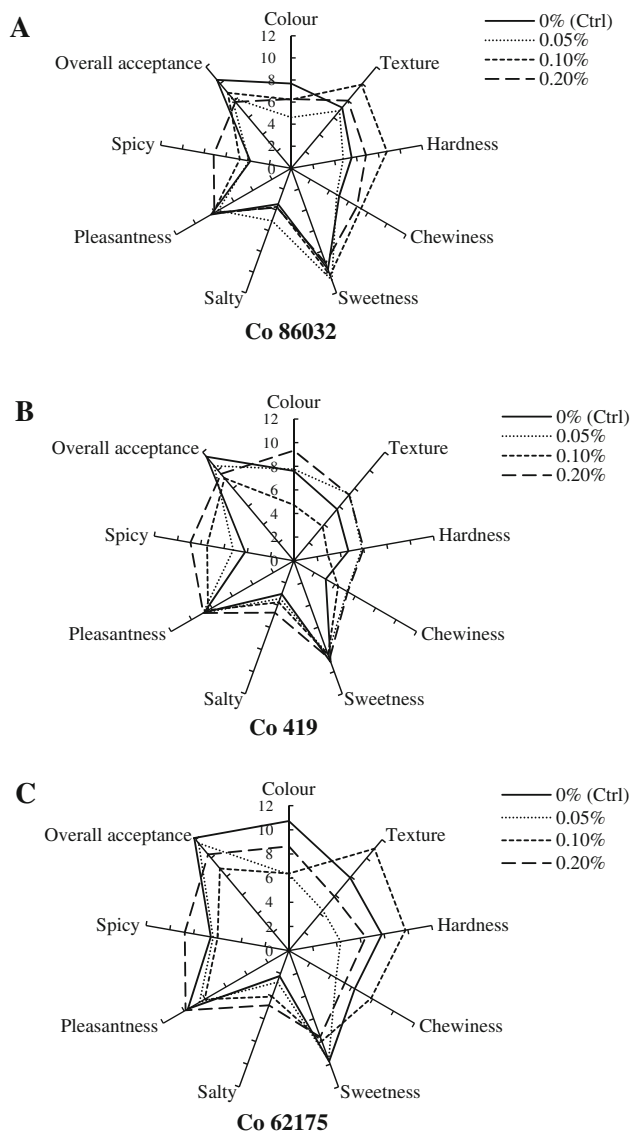 A
Colour
12
10
8
6
4
2
0
Texture
Hardness
Chewiness
Sweetness
Salty
Pleasantness
Spicy
Overall acceptance
0% (Ctrl)
0.05%
0.10%
0.20%
Co 86032
B
Colour
12
10
8
6
4
2
0
Texture
Hardness
Chewiness
Sweetness
Salty
Pleasantness
Spicy
Overall acceptance
0% (Ctrl)
0.05%
0.10%
0.20%
Co 419
C
Colour
12
10
8
6
4
2
0
Texture
Hardness
Chewiness
Sweetness
Salty
Pleasantness
Spicy
Overall acceptance
0% (Ctrl)
0.05%
0.10%
0.20%
Co 62175